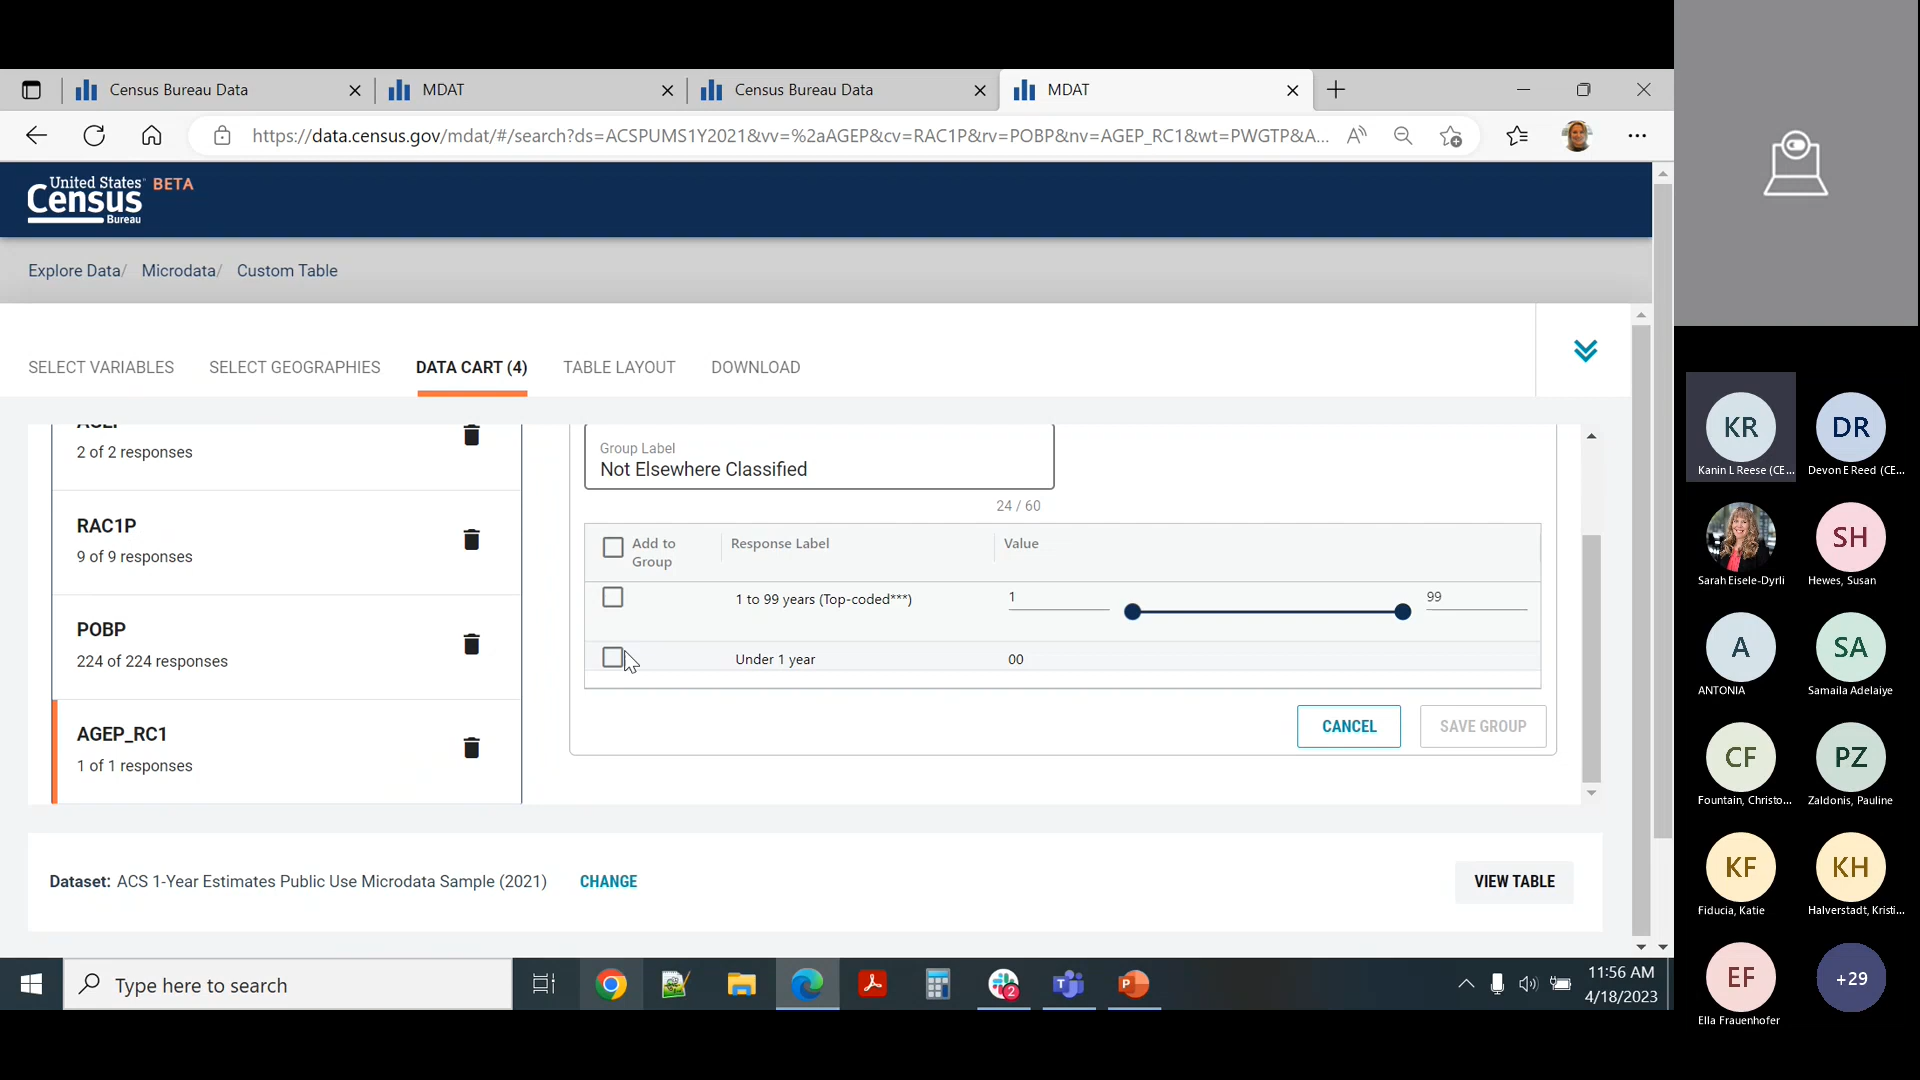 Census Bureau Data
MDAT
Census Bureau Data
MDAT
https://data.census.gov/mdat/#/search?ds=ACSPUMS1Y2021&vv=%2aAGEP&cv=RAC1P&rv=POBP&nv=AGEP_RC1&wt=PWGTP&A...
United States™ BETA
Census
Bureau
Explore Data/ Microdata/ Custom Table
SELECT VARIABLES
SELECT GEOGRAPHIES
DATA CART (4)
TABLE LAYOUT
DOWNLOAD
2 of 2 responses
RAC1P
9 of 9 responses
POBP
224 of 224 responses
AGEP_RC1
1 of 1 responses
Group Label
Not Elsewhere Classified
24 / 60
Add to Group
Response Label
Value
1 to 99 years (Top-coded***)
1
99
Under 1 year
00
CANCEL
SAVE GROUP
Dataset: ACS 1-Year Estimates Public Use Microdata Sample (2021)
CHANGE
VIEW TABLE
Type here to search
2
11:56 AM
4/18/2023
KR
Kanin L Reese (CE...
DR
Devon E Reed (CE...
Sarah Eisele-Dyrli
SH
Hewes, Susan
A
ANTONIA
SA
Samaila Adelaiye
CF
Fountain, Christo...
PZ
Zaldonis, Pauline
KF
Fiducia, Katie
KH
Halverstadt, Kristi...
EF
Ella Frauenhofer
+29